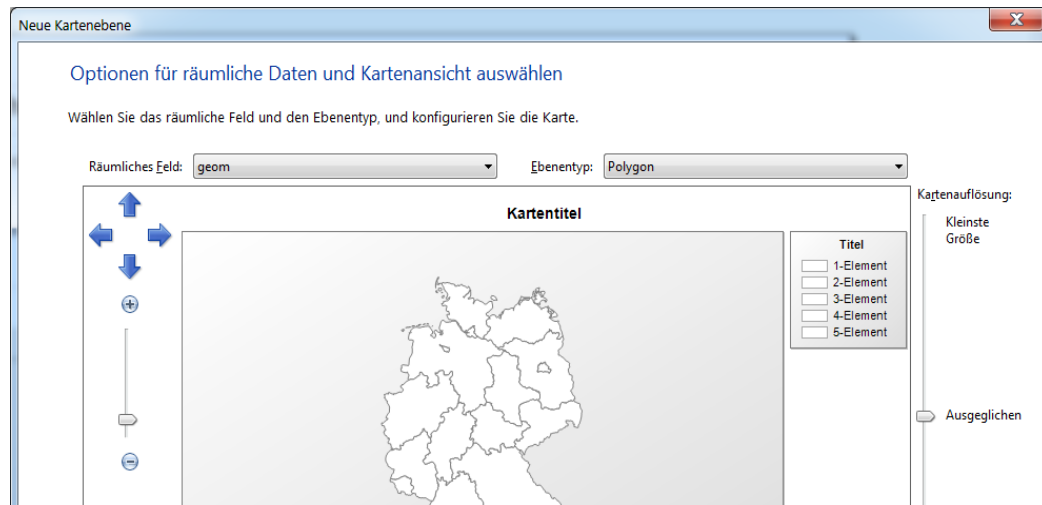 Neue Kartenebene
Optionen für räumliche Daten und Kartenansicht auswählen
Wählen Sie das räumliche Feld und den Ebenentyp, und konfigurieren Sie die Karte.
Räumliches Feld: geom Ebenentyp: Polygon
Kartenauflösung:
Kartentitel
Kleinste
Größe
Titel
1-Element
2-Element
3-Element
4-Element
5-Element
Ausgeglichen